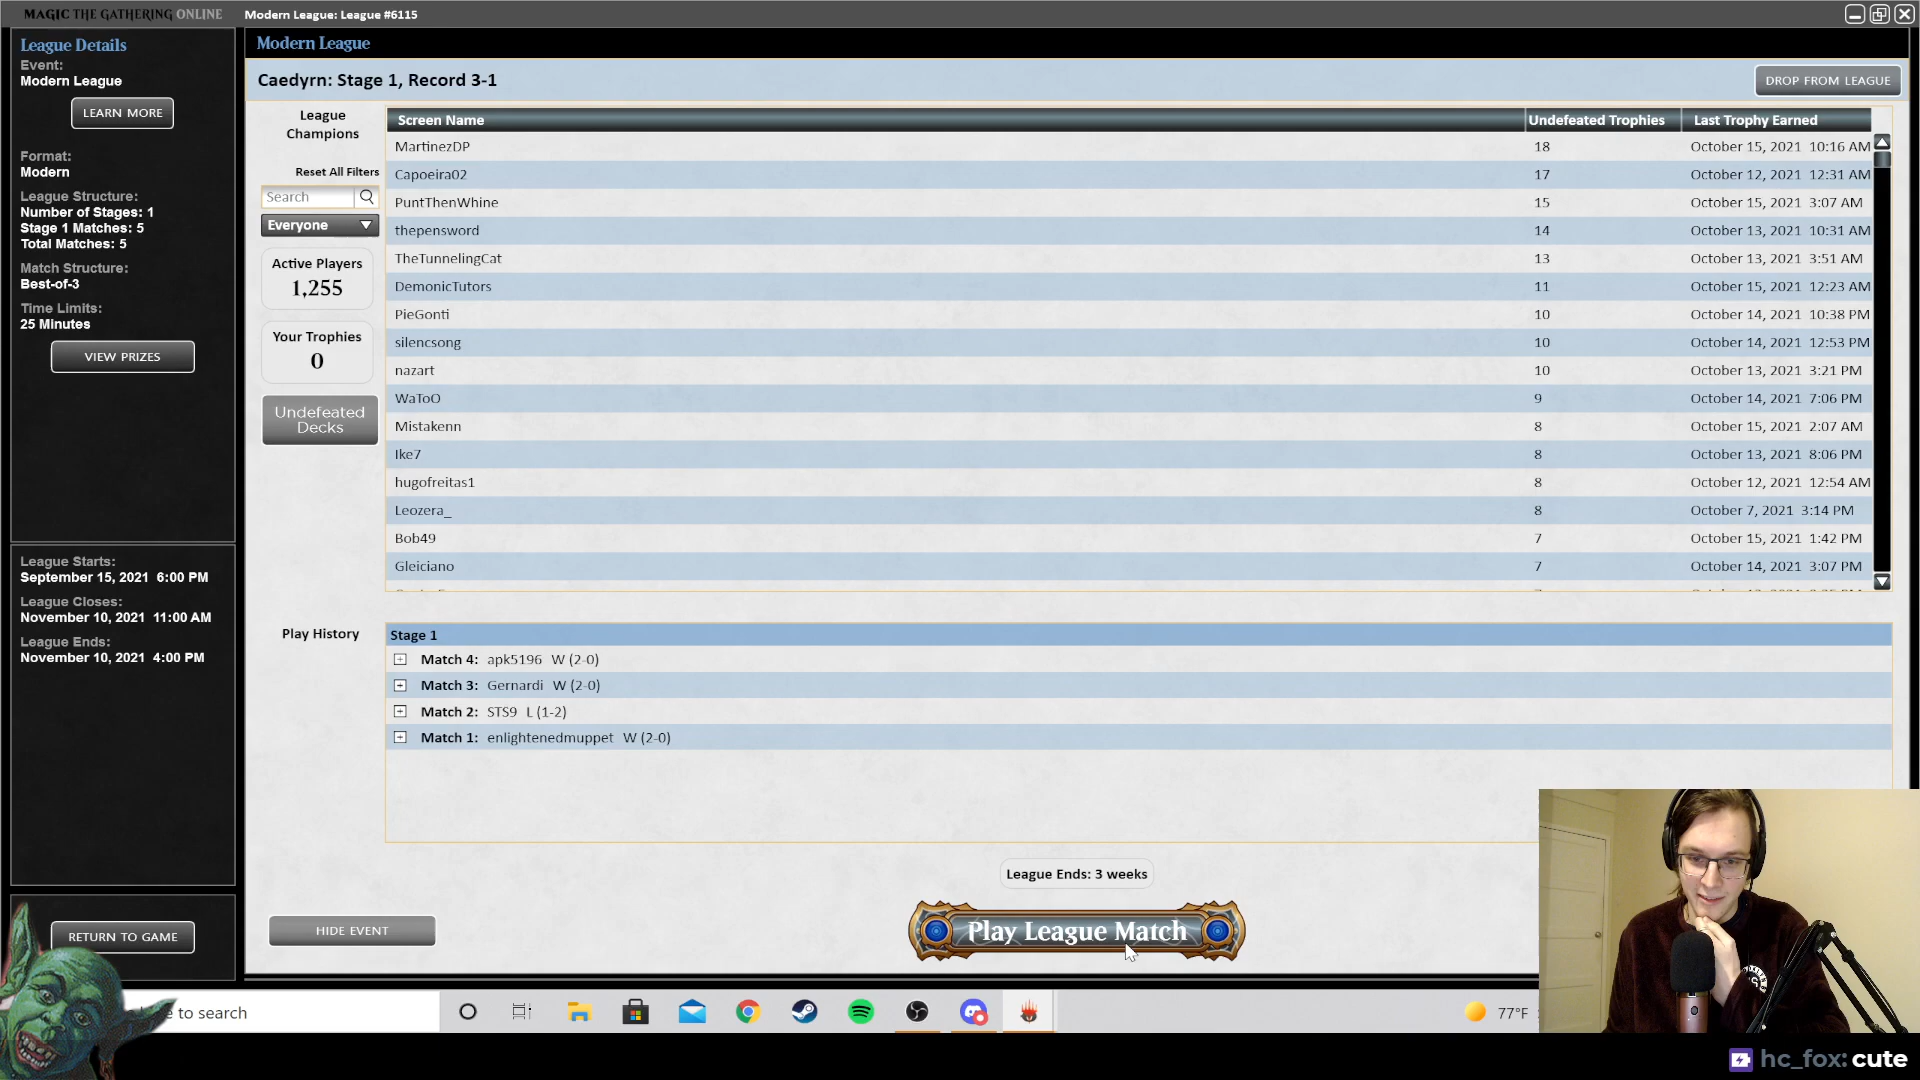 MAGIC THE GATHERING ONLINE
Modern League: League #6115
League Details
Event:
Modern League
LEARN MORE
Format:
Modern
League Structure:
Number of Stages: 1
Stage 1 Matches: 5
Total Matches: 5
Match Structure:
Best-of-3
Time Limits:
25 Minutes
VIEW PRIZES
League Starts:
September 15, 2021 6:00 PM
League Closes:
November 10, 2021 11:00 AM
League Ends:
November 10, 2021 4:00 PM
RETURN TO GAME
Modern League
Caedyrn: Stage 1, Record 3-1
DROP FROM LEAGUE
League
Champions
Reset All Filters
Search
Everyone
Active Players
1,255
Your Trophies
0
Undefeated
Decks
Screen Name Undefeated Trophies Last Trophy Earned
MartinezDP 18 October 15, 2021 10:16 AM
Capoeira02 17 October 12, 2021 12:31 AM
PuntThenWhine 15 October 15, 2021 3:07 AM
thepensword 14 October 13, 2021 10:31 AM
TheTunnelingCat 13 October 13, 2021 3:51 AM
DemonicTutors 11 October 15, 2021 12:23 AM
PieGonti 10 October 14, 2021 10:38 PM
silencsong 10 October 14, 2021 12:53 PM
nazart 10 October 13, 2021 3:21 PM
WaToO 9 October 14, 2021 7:06 PM
Mistakenn 8 October 15, 2021 2:07 AM
Ike7 8 October 13, 2021 8:06 PM
hugofreitas1 8 October 12, 2021 12:54 AM
Leozera_ 8 October 7, 2021 3:14 PM
Bob49 7 October 15, 2021 1:42 PM
Gleiciano 7 October 14, 2021 3:07 PM
Play History
Stage 1
Match 4: apk5196 W (2-0)
Match 3: Gernardi W (2-0)
Match 2: STS9 L (1-2)
Match 1: enlightenedmuppet W (2-0)
League Ends: 3 weeks
HIDE EVENT
Play League Match
to search
77°F
hc_fox: cute